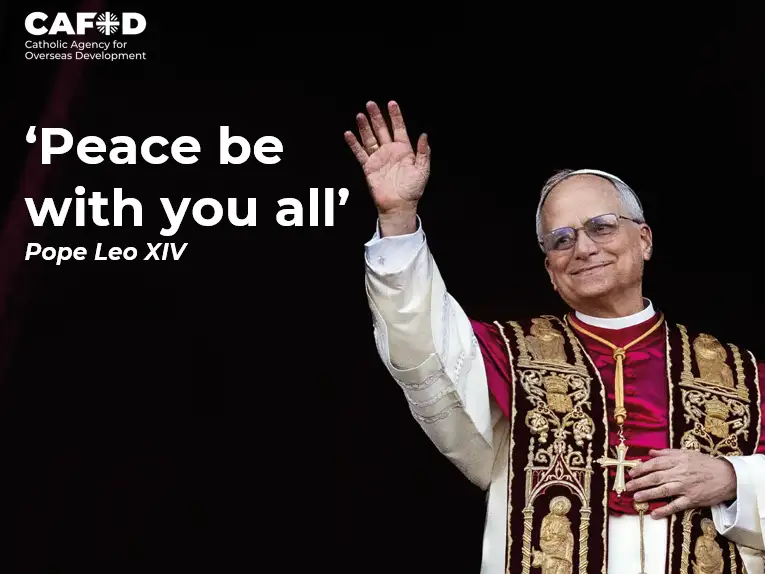 CAFOD
Catholic Agency for
Overseas Development
‘Peace be
with you all’
Pope Leo XIV